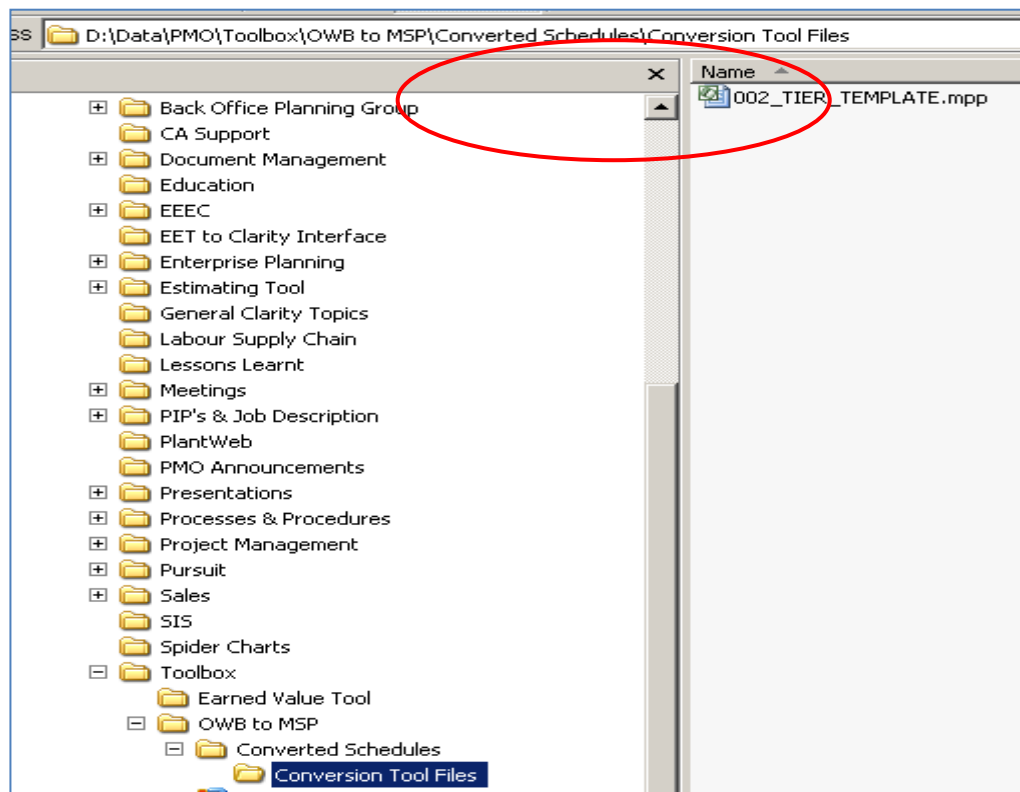 ss D:\Data\PMO\Toolbox\OWB to MSP\Converted Schedules\Conversion Tool Files
Name
002_TIER_TEMPLATE.mpp
Back Office Planning Group
CA Support
Document Management
Education
EEEC
EET to Clarity Interface
Enterprise Planning
Estimating Tool
General Clarity Topics
Labour Supply Chain
Lessons Learnt
Meetings
PIP's & Job Description
PlantWeb
PMO Announcements
Presentations
Processes & Procedures
Project Management
Pursuit
Sales
SIS
Spider Charts
Toolbox
Earned Value Tool
OWB to MSP
Converted Schedules
Conversion Tool Files